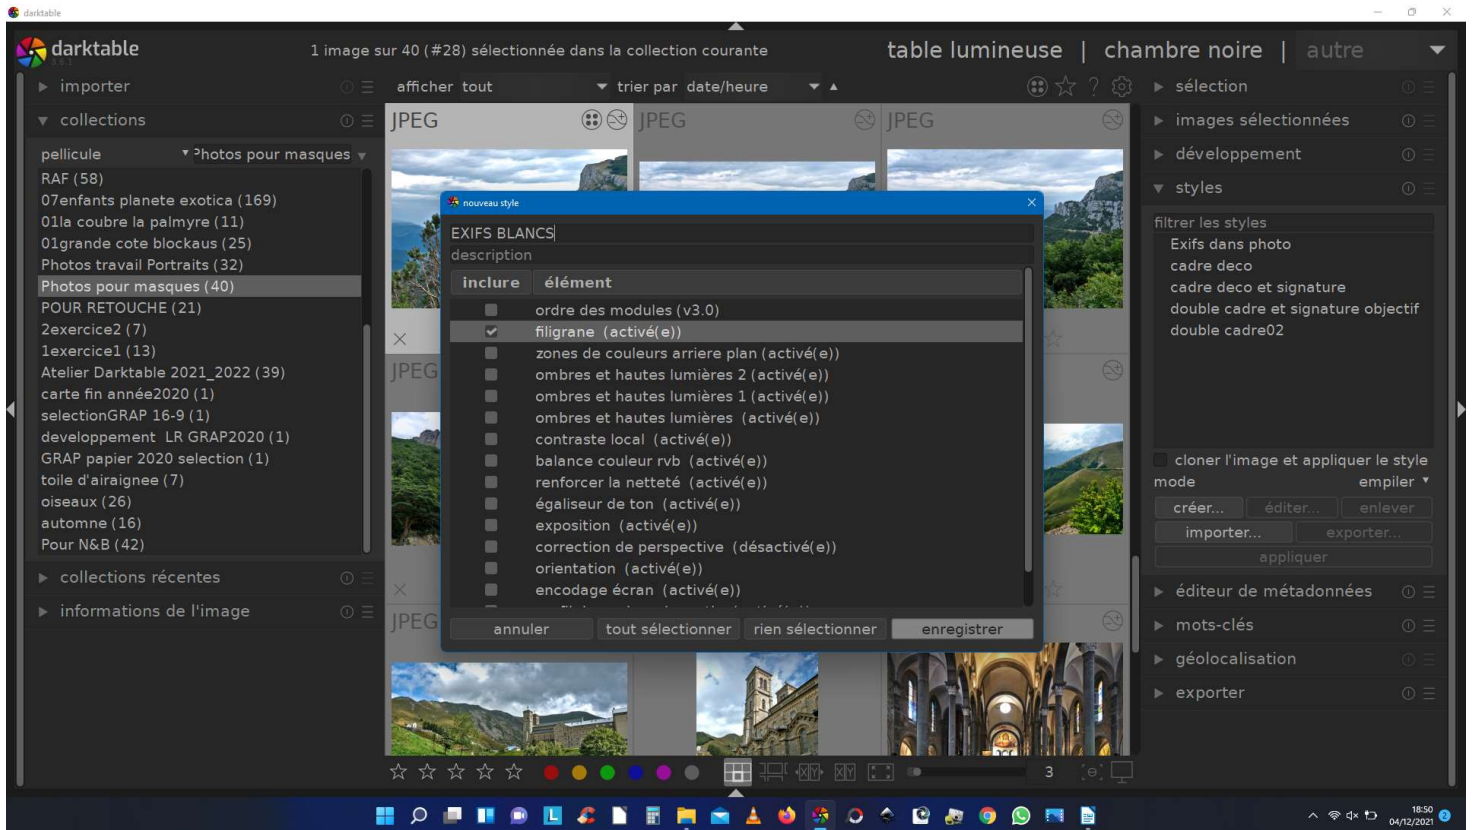 darktable
darktable
3.6.1
1 image sur 40 (#28) sélectionnée dans la collection courante
table lumineuse | chambre noire | autre
importer
afficher tout
trier par date/heure
sélection
collections
JPEG
JPEG
JPEG
images sélectionnées
pellicule
Photos pour masques
développement
RAF (58)
07enfants planete exotica (169)
01la coubre la palmyre (11)
01grande cote blockaus (25)
Photos travail Portraits (32)
Photos pour masques (40)
POUR RETOUCHE (21)
2exercice2 (7)
1exercice1 (13)
Atelier Darktable 2021_2022 (39)
carte fin année2020 (1)
selectionGRAP 16-9 (1)
developpement LR GRAP2020 (1)
GRAP papier 2020 selection (1)
toile d'airaignee (7)
oiseaux (26)
automne (16)
Pour N&B (42)
collections récentes
informations de l'image
JPEG
JPEG
nouveau style
EXIFS BLANCS
description
inclure
élément
ordre des modules (v3.0)
filigrane (activé(e))
zones de couleurs arriere plan (activé(e))
ombres et hautes lumières 2 (activé(e))
ombres et hautes lumières 1 (activé(e))
ombres et hautes lumières (activé(e))
contraste local (activé(e))
balance couleur rvb (activé(e))
renforcer la netteté (activé(e))
égaliseur de ton (activé(e))
exposition (activé(e))
correction de perspective (désactivé(e))
orientation (activé(e))
encodage écran (activé(e))
annuler
tout sélectionner
rien sélectionner
enregistrer
styles
filtrer les styles
Exifs dans photo
cadre deco
cadre deco et signature
double cadre et signature objectif
double cadre02
cloner l'image et appliquer le style
mode
empiler
créer...
éditer...
enlever
importer...
exporter...
appliquer
éditeur de métadonnées
mots-clés
géolocalisation
exporter
3
18:50
04/12/2021
2